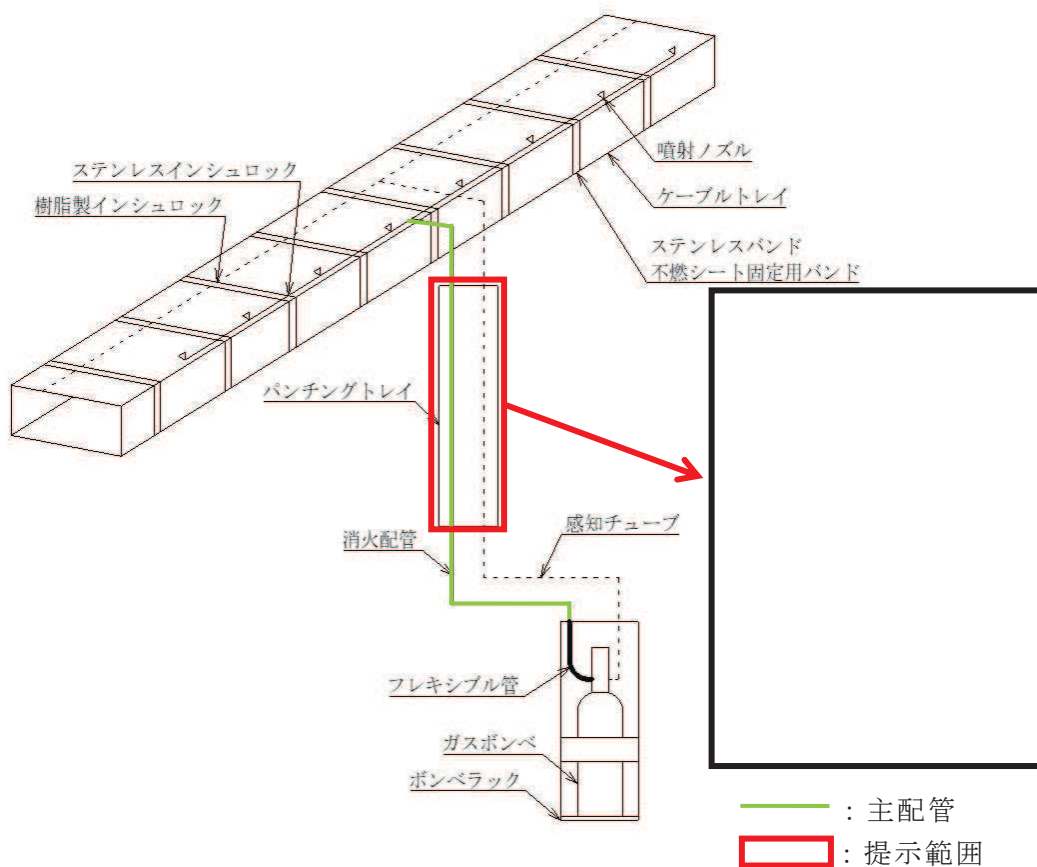 噴射ノズル
ステンレスインシュロック
ケーブルトレイ
樹脂製インシュロック
ステンレスバンド
不燃シート固定用バンド
パンチングトレイ
感知チューブ
消火配管
フレキシブル管
ガスボンベ
ボンベラック
：主配管
：提示範囲